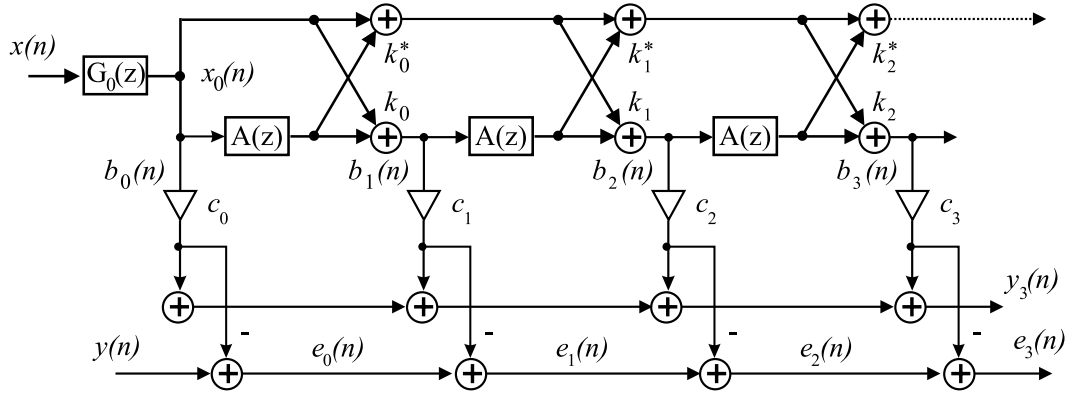 x(n) G₀(z) x₀(n) k₀* k₁* k₂*
k₀ k₁ k₂
A(z) A(z) A(z)
b₀(n) b₁(n) b₂(n) b₃(n)
c₀ c₁ c₂ c₃
y₃(n)
- - - -
y(n) e₀(n) e₁(n) e₂(n) e₃(n)